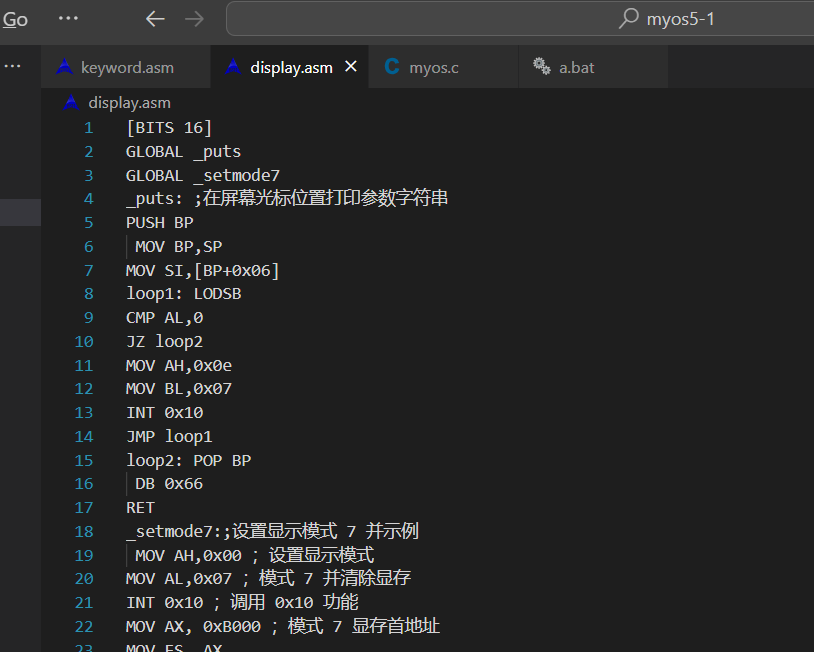 Go ··· ← → myos5-1
··· keyword.asm display.asm × myos.c a.bat
display.asm
1 [BITS 16]
2 GLOBAL _puts
3 GLOBAL _setmode7
4 _puts: ;在屏幕光标位置打印参数字符串
5 PUSH BP
6 MOV BP,SP
7 MOV SI,[BP+0x06]
8 loop1: LODSB
9 CMP AL,0
10 JZ loop2
11 MOV AH,0x0e
12 MOV BL,0x07
13 INT 0x10
14 JMP loop1
15 loop2: POP BP
16 DB 0x66
17 RET
18 _setmode7:;设置显示模式 7 并示例
19 MOV AH,0x00 ; 设置显示模式
20 MOV AL,0x07 ; 模式 7 并清除显存
21 INT 0x10 ; 调用 0x10 功能
22 MOV AX, 0xB000 ; 模式 7 显存首地址
23 MOV ES, AX